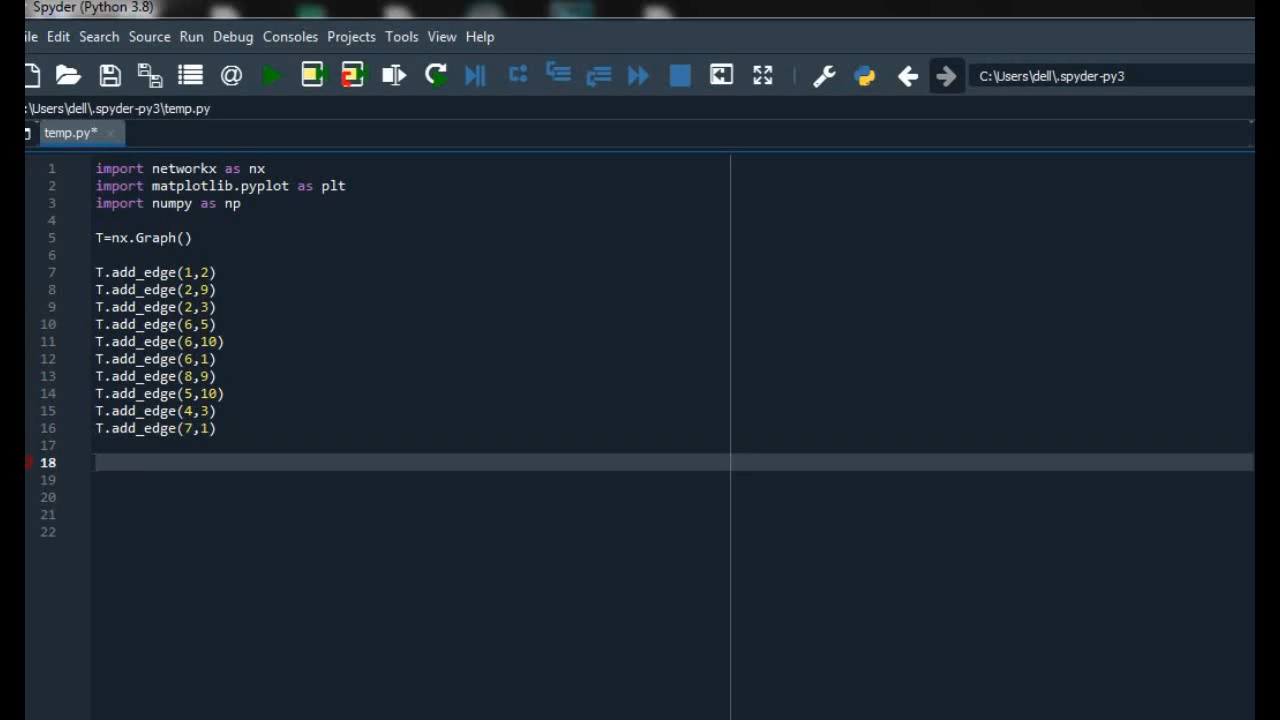 Spyder (Python 3.8)
ile Edit Search Source Run Debug Consoles Projects Tools View Help
C:\Users\dell\.spyder-py3
:\Users\dell\.spyder-py3\temp.py
temp.py*
1 import networkx as nx
2 import matplotlib.pyplot as plt
3 import numpy as np
4
5 T=nx.Graph()
6
7 T.add_edge(1,2)
8 T.add_edge(2,9)
9 T.add_edge(2,3)
10 T.add_edge(6,5)
11 T.add_edge(6,10)
12 T.add_edge(6,1)
13 T.add_edge(8,9)
14 T.add_edge(5,10)
15 T.add_edge(4,3)
16 T.add_edge(7,1)
17
18
19
20
21
22